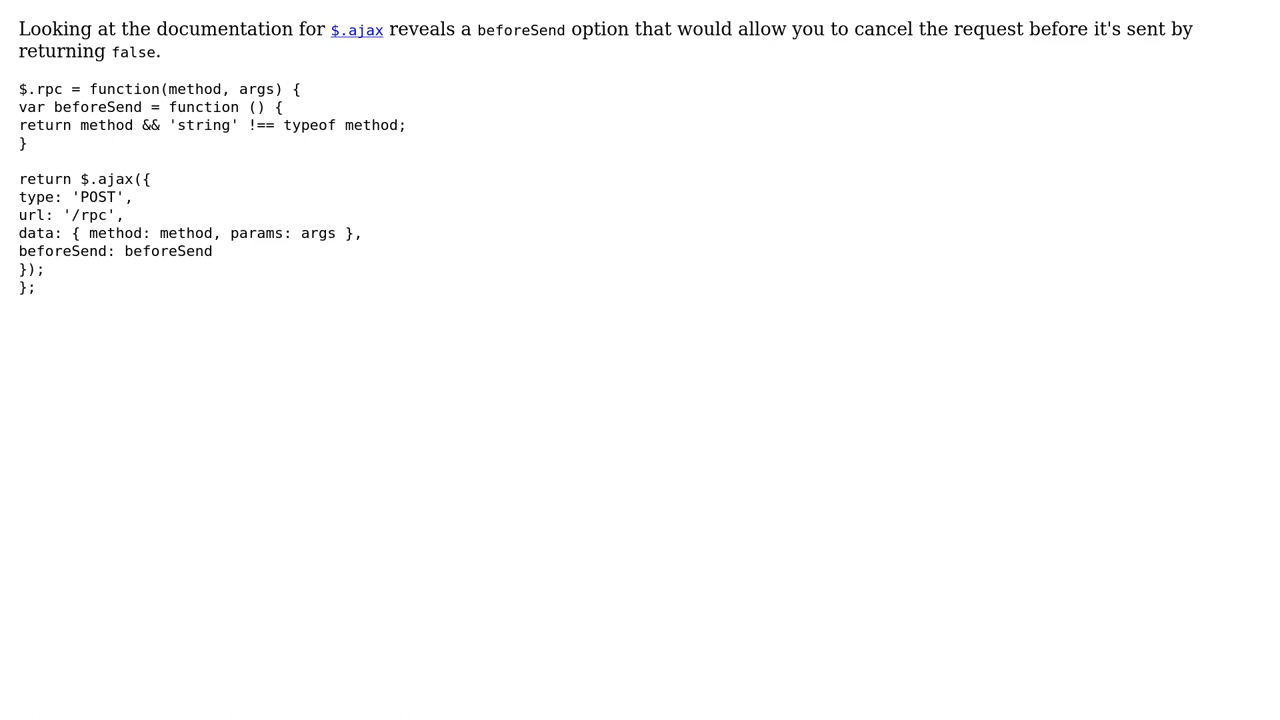 Looking at the documentation for $.ajax reveals a beforeSend option that would allow you to cancel the request before it's sent by
returning false.
$.rpc = function(method, args) {
var beforeSend = function () {
return method && 'string' !== typeof method;
}
return $.ajax({
type: 'POST',
url: '/rpc',
data: { method: method, params: args },
beforeSend: beforeSend
});
};